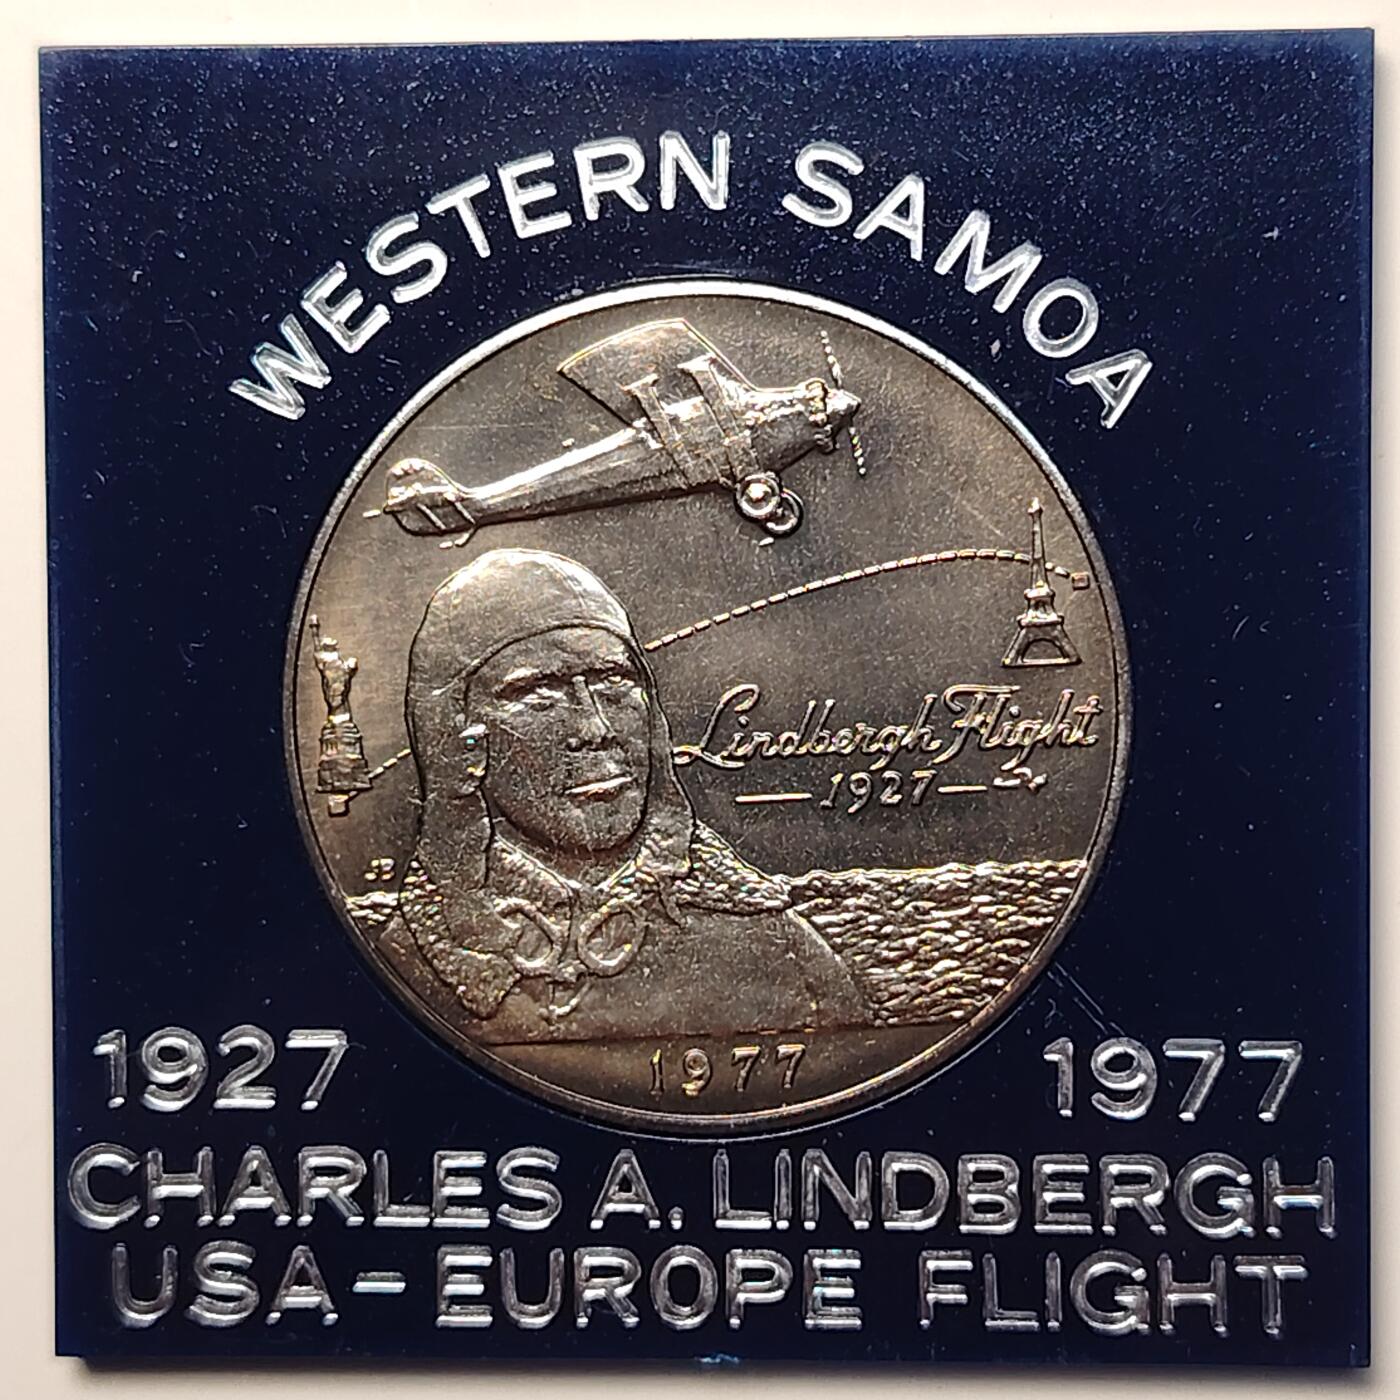 WESTERN SAMOA
Lindbergh Flight
1927
JB
1977
1927 1977
CHARLES A. LINDBERGH
USA-EUROPE FLIGHT